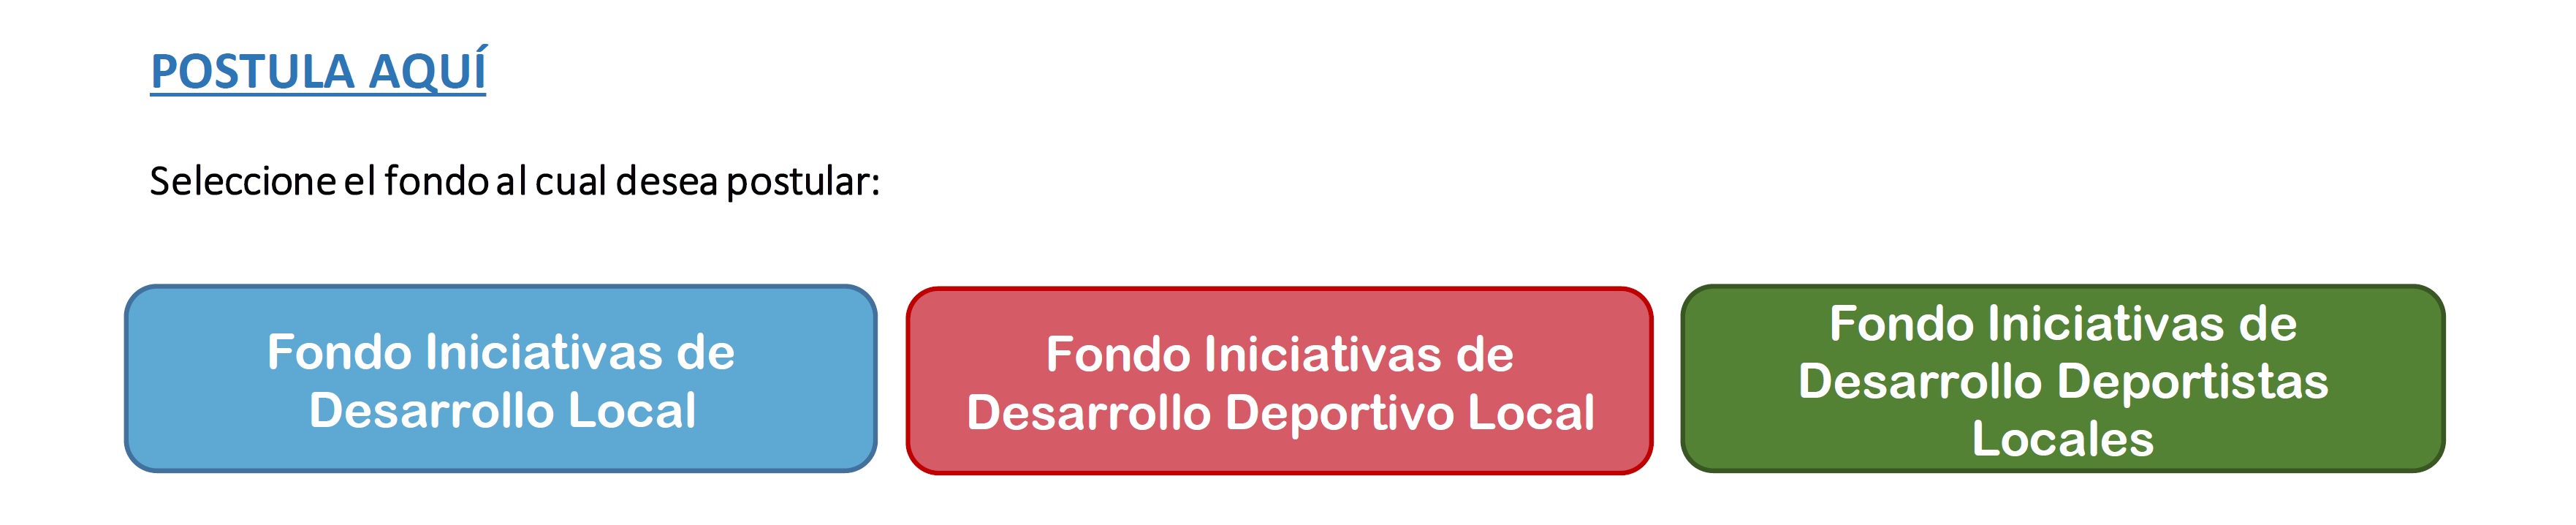 POSTULA AQUÍ
Seleccione el fondo al cual desea postular:
Fondo Iniciativas de
Desarrollo Local
Fondo Iniciativas de
Desarrollo Deportivo Local
Fondo Iniciativas de
Desarrollo Deportistas
Locales